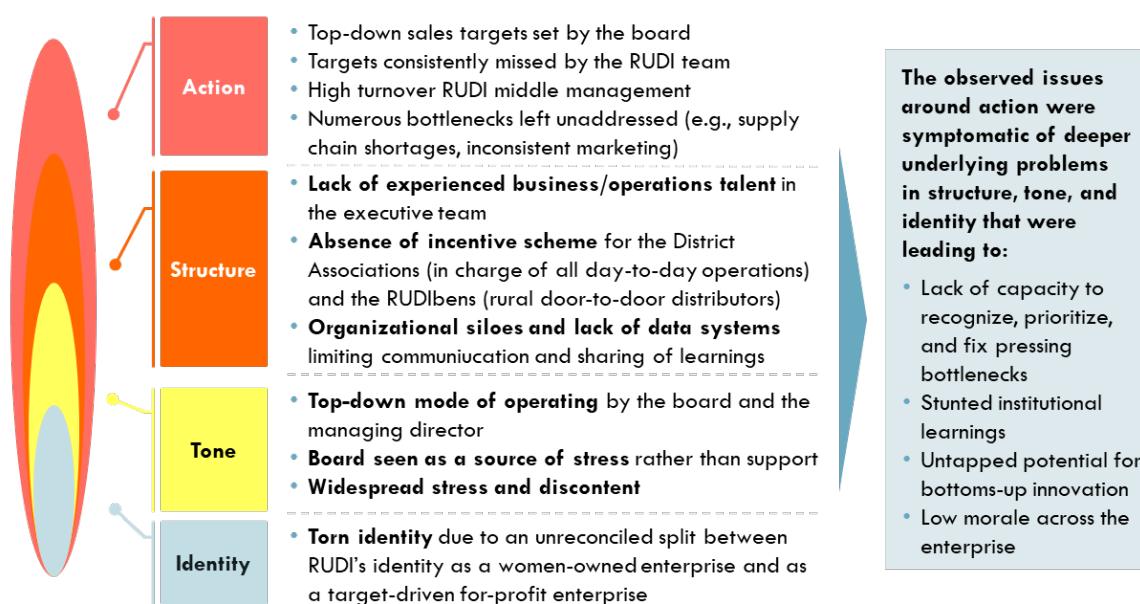 Action
• Top-down sales targets set by the board
• Targets consistently missed by the RUDI team
• High turnover RUDI middle management
• Numerous bottlenecks left unaddressed (e.g., supply
chain shortages, inconsistent marketing)
Structure
• Lack of experienced business/operations talent in
the executive team
• Absence of incentive scheme for the District
Associations (in charge of all day-to-day operations)
and the RUDIbens (rural door-to-door distributors)
• Organizational siloes and lack of data systems
limiting communiucation and sharing of learnings
Tone
• Top-down mode of operating by the board and the
managing director
• Board seen as a source of stress rather than support
• Widespread stress and discontent
Identity
• Torn identity due to an unreconciled split between
RUDI's identity as a women-owned enterprise and as
a target-driven for-profit enterprise
The observed issues
around action were
symptomatic of deeper
underlying problems
in structure, tone, and
identity that were
leading to:
• Lack of capacity to
recognize, prioritize,
and fix pressing
bottlenecks
• Stunted institutional
learnings
• Untapped potential for
bottoms-up innovation
• Low morale across the
enterprise